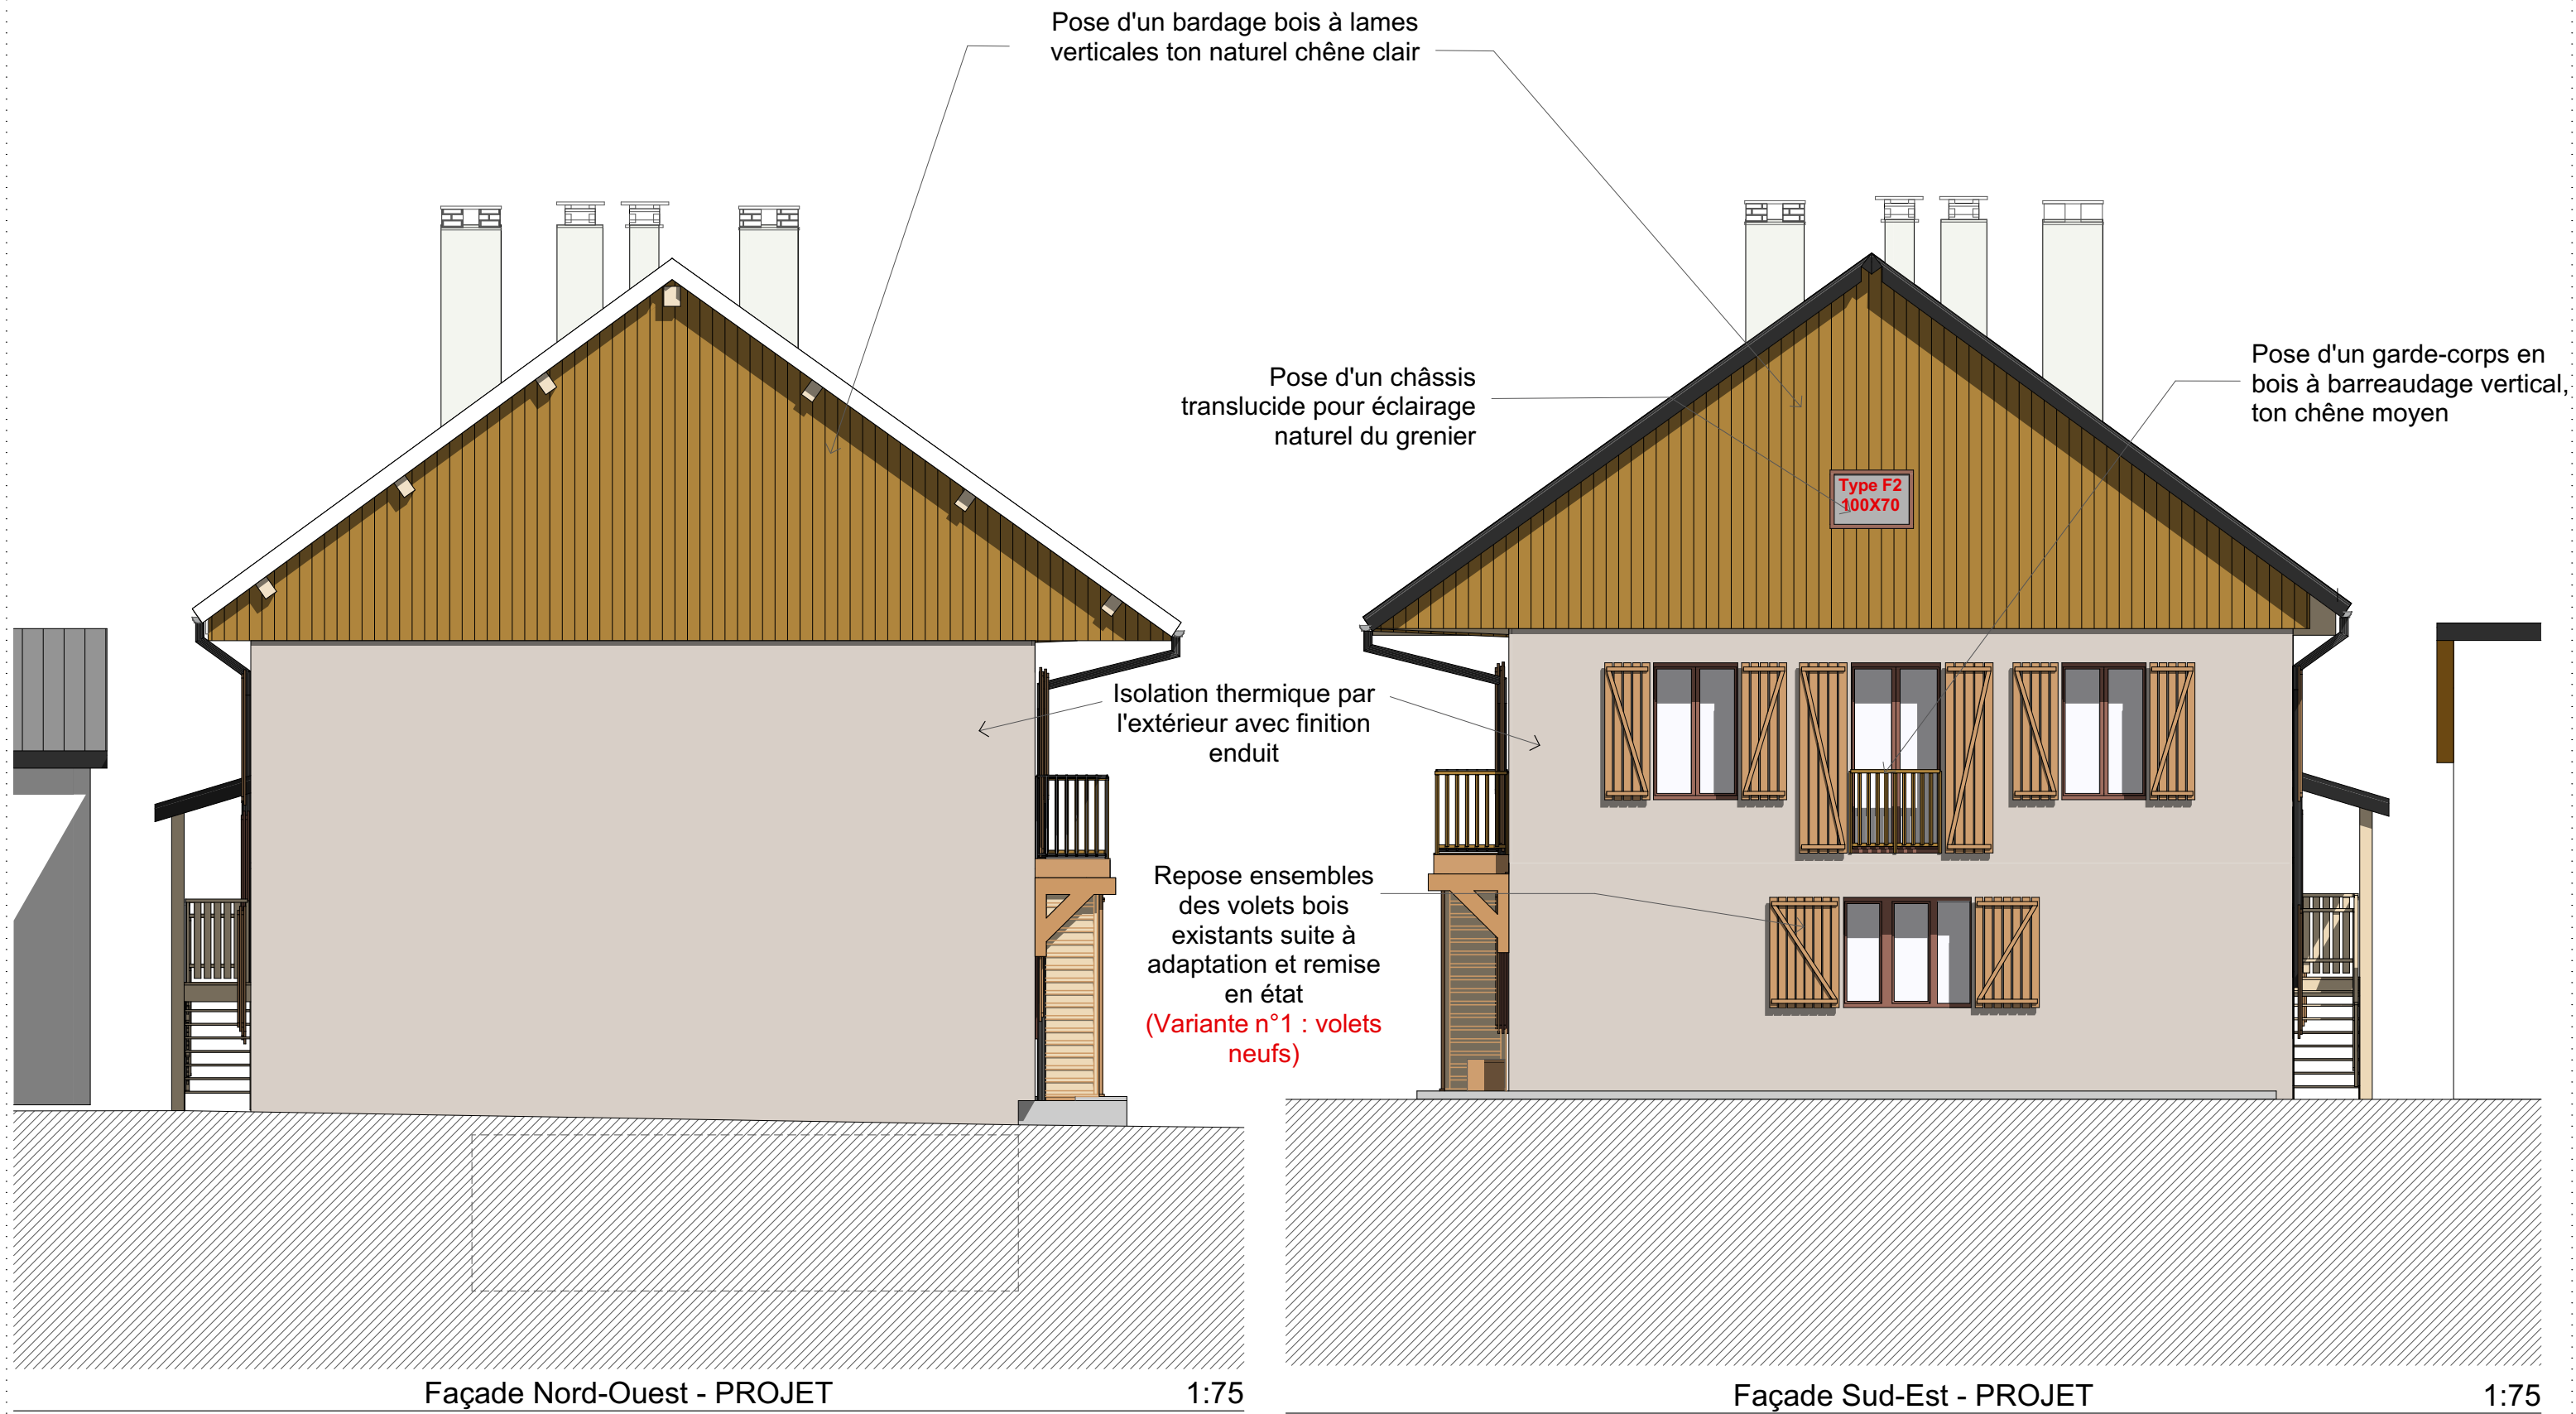 Pose d'un bardage bois à lames
verticales ton naturel chêne clair
Pose d'un châssis
translucide pour éclairage
naturel du grenier
Pose d'un garde-corps en
bois à barreaudage vertical,
ton chêne moyen
Type F2
100X70
Isolation thermique par
l'extérieur avec finition
enduit
Repose ensembles
des volets bois
existants suite à
adaptation et remise
en état
(Variante n°1 : volets
neufs)
Façade Nord-Ouest - PROJET 1:75
Façade Sud-Est - PROJET 1:75